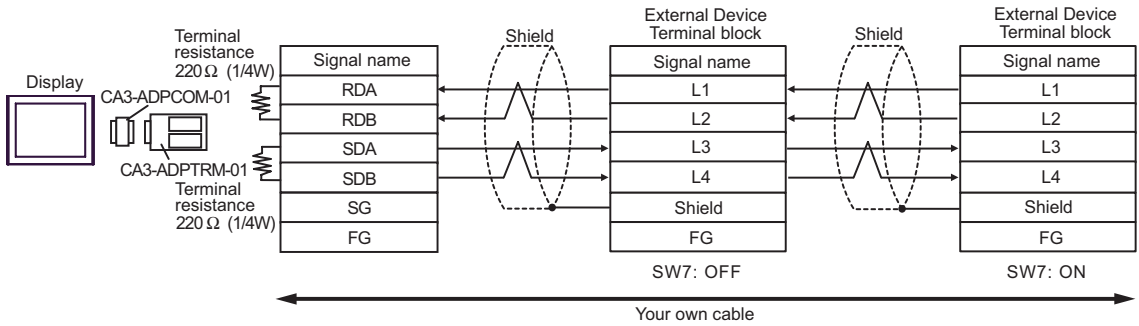 Display
CA3-ADPCOM-01
CA3-ADPTRM-01
Terminal
resistance
220 Ω (1/4W)
Terminal
resistance
220 Ω (1/4W)
Signal name
RDA
RDB
SDA
SDB
SG
FG
Shield
External Device
Terminal block
Signal name
L1
L2
L3
L4
Shield
FG
SW7: OFF
Shield
External Device
Terminal block
Signal name
L1
L2
L3
L4
Shield
FG
SW7: ON
Your own cable